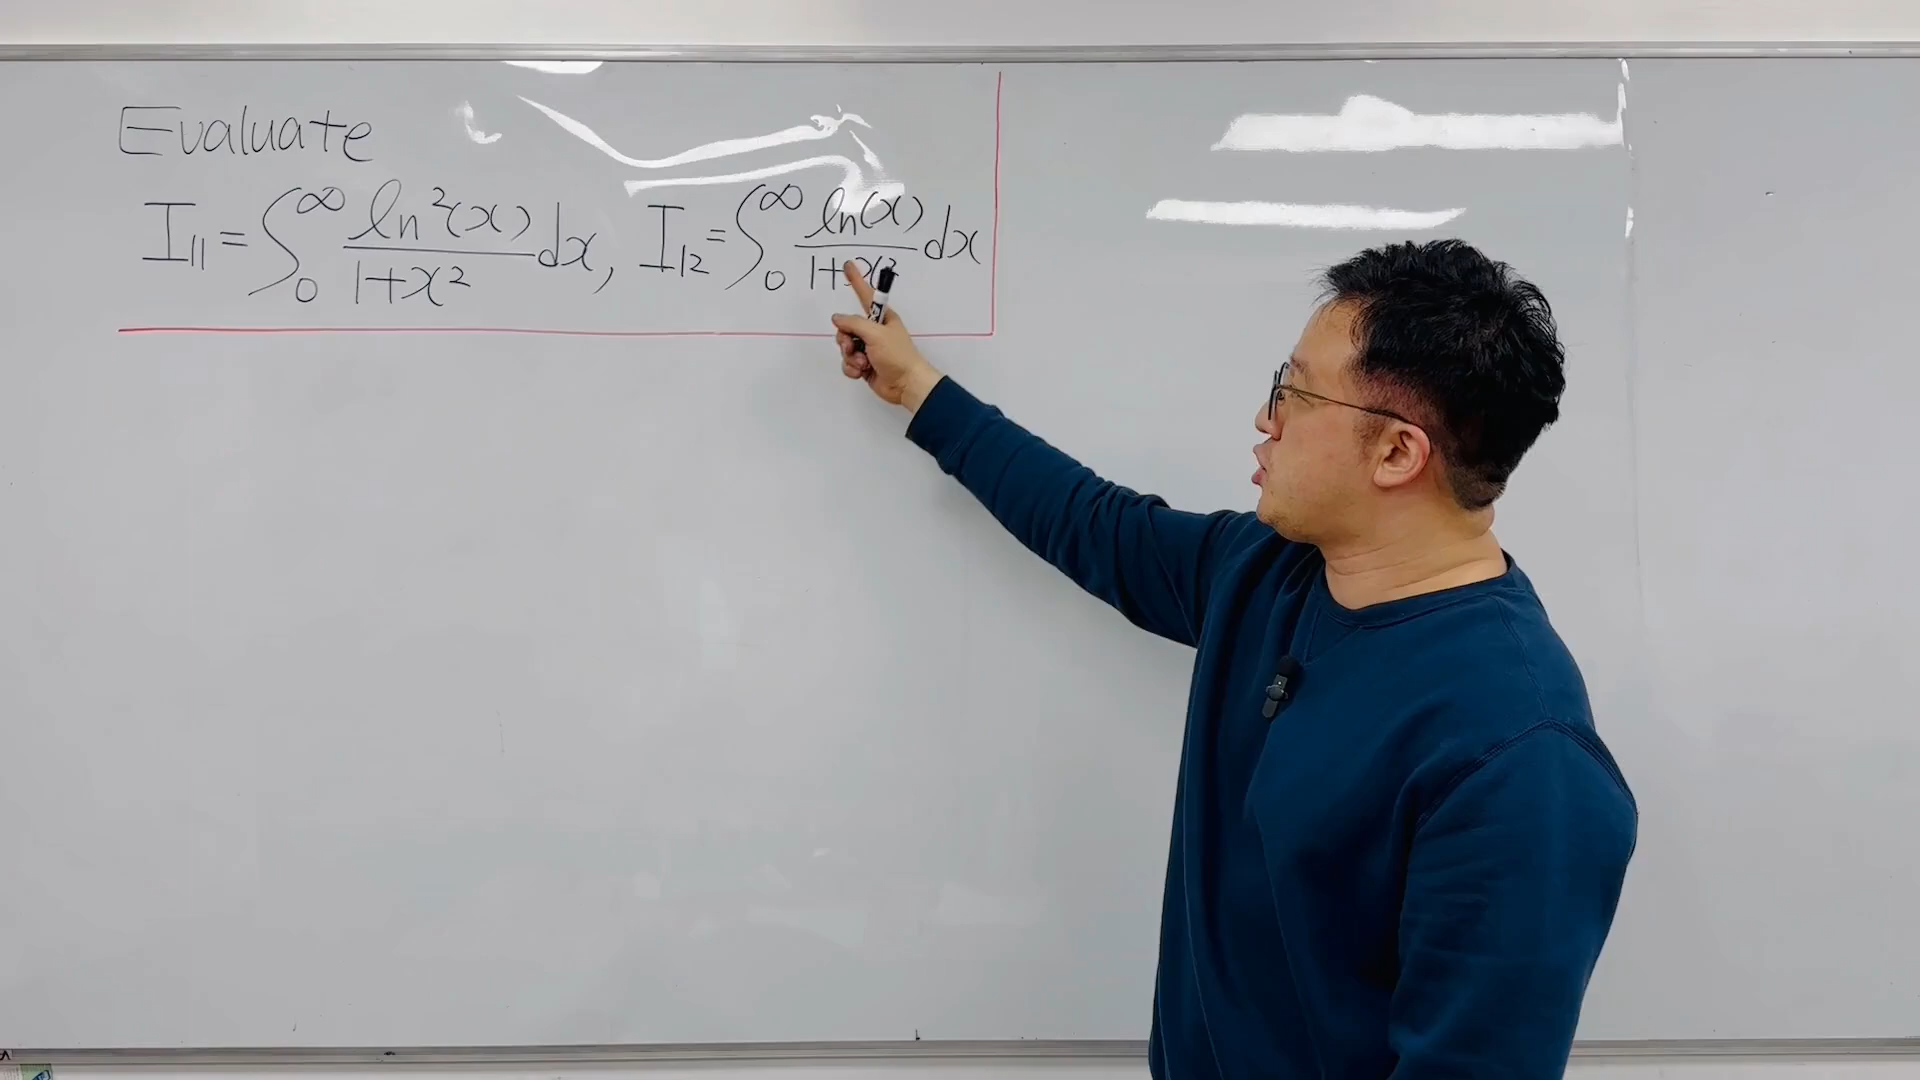 Evaluate
I₁₁ = ∫₀^∞ ln²(x)/(1+x²) dx, I₁₂ = ∫₀^∞ ln(x)/(1+x²) dx